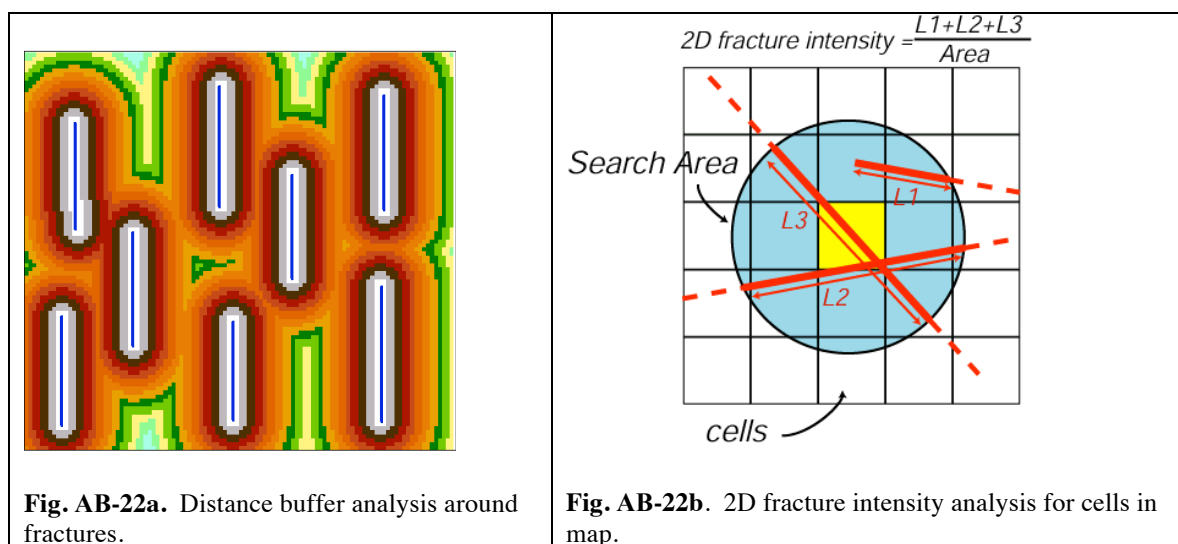 2D fracture intensity = L1+L2+L3
Area
Search Area
L1
L3
L2
cells
Fig. AB-22a. Distance buffer analysis around
fractures.
Fig. AB-22b. 2D fracture intensity analysis for cells in
map.